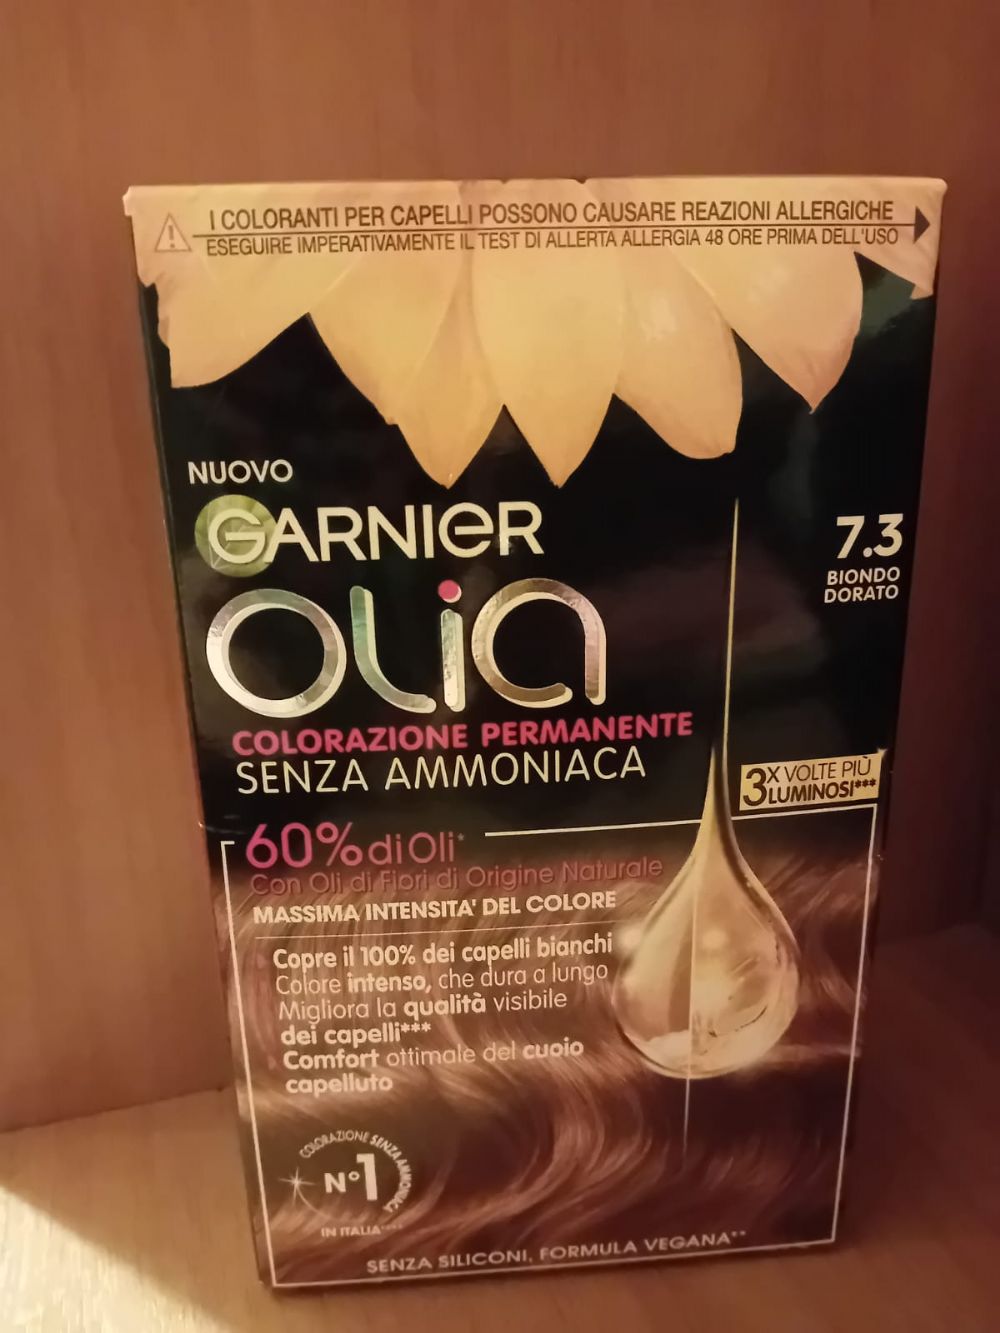 I COLORANTI PER CAPELLI POSSONO CAUSARE REAZIONI ALLERGICHE
ESEGUIRE IMPERATIVAMENTE IL TEST DI ALLERTA ALLERGIA 48 ORE PRIMA DELL'USO
NUOVO
GARNIER
OLIA
7.3
BIONDO
DORATO
COLORAZIONE PERMANENTE
SENZA AMMONIACA
3X VOLTE PIÙ
LUMINOSI***
60% di Oli*
Con Oli di Fiori di Origine Naturale
MASSIMA INTENSITA' DEL COLORE
Copre il 100% dei capelli bianchi
Colore intenso, che dura a lungo
Migliora la qualità visibile
dei capelli***
Comfort ottimale del cuoio
capelluto
COLORAZIONE SENZA AMMONIACA
N°1
IN ITALIA****
SENZA SILICONI, FORMULA VEGANA**